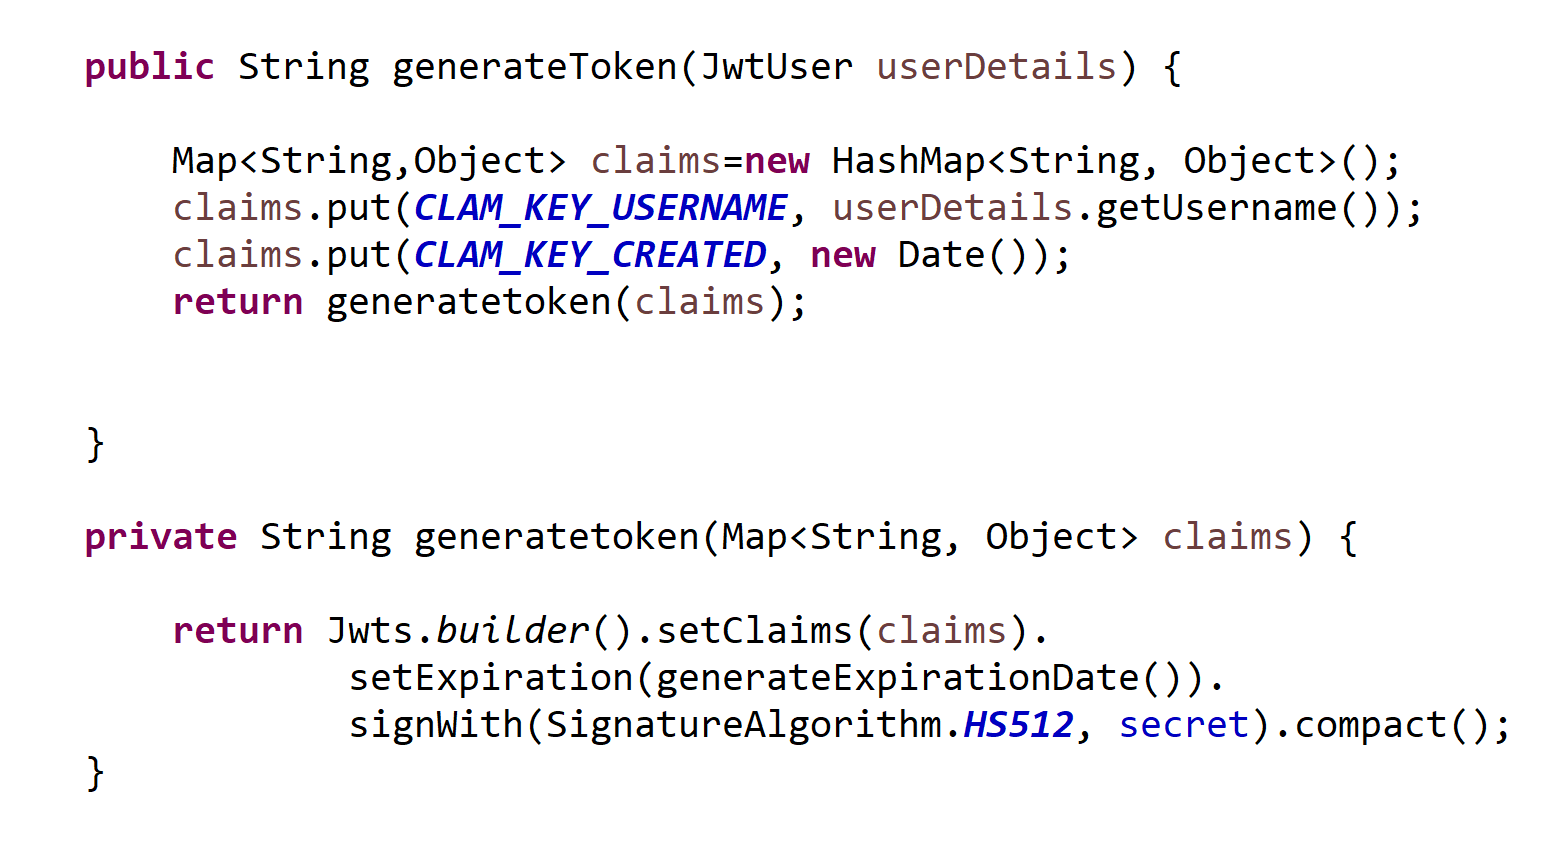 public String generateToken(JwtUser userDetails) {
Map<String,Object> claims=new HashMap<String, Object>();
claims.put(CLAM_KEY_USERNAME, userDetails.getUsername());
claims.put(CLAM_KEY_CREATED, new Date());
return generatetoken(claims);
}
private String generatetoken(Map<String, Object> claims) {
return Jwts.builder().setClaims(claims).
setExpiration(generateExpirationDate()).
signWith(SignatureAlgorithm.HS512, secret).compact();
}